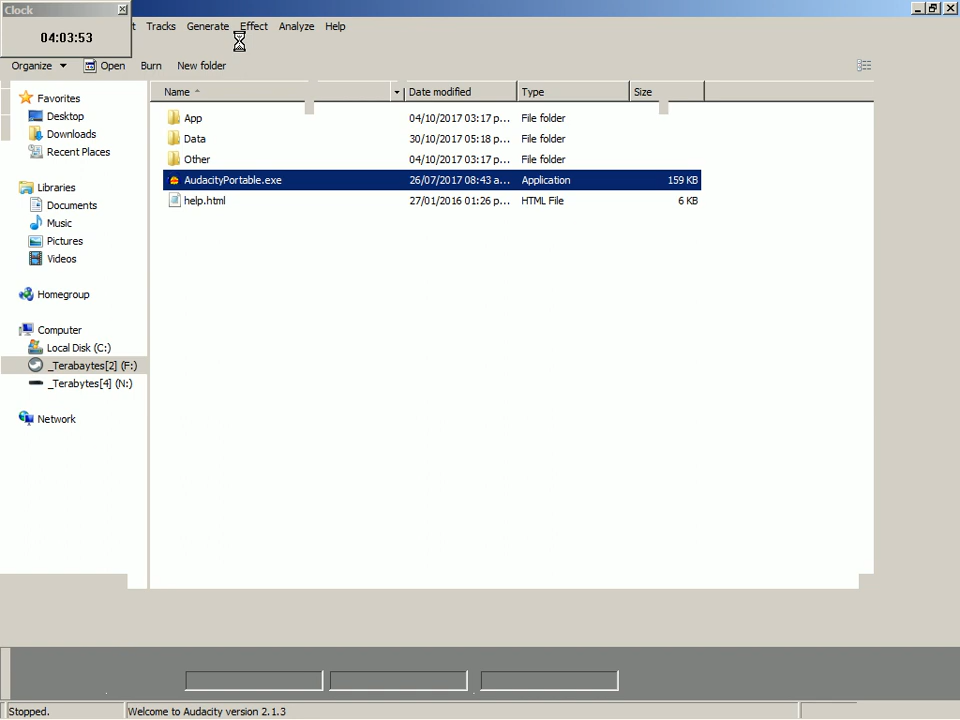 Clock
04:03:53
t Tracks Generate Effect Analyze Help
Organize Open Burn New folder
Name Date modified Type Size
Favorites
Desktop
Downloads
Recent Places
Libraries
Documents
Music
Pictures
Videos
Homegroup
Computer
Local Disk (C:)
_Terabaytes[2] (F:)
_Terabytes[4] (N:)
Network
App 04/10/2017 03:17 p... File folder
Data 30/10/2017 05:18 p... File folder
Other 04/10/2017 03:17 p... File folder
AudacityPortable.exe 26/07/2017 08:43 a... Application 159 KB
help.html 27/01/2016 01:26 p... HTML File 6 KB
Stopped. Welcome to Audacity version 2.1.3